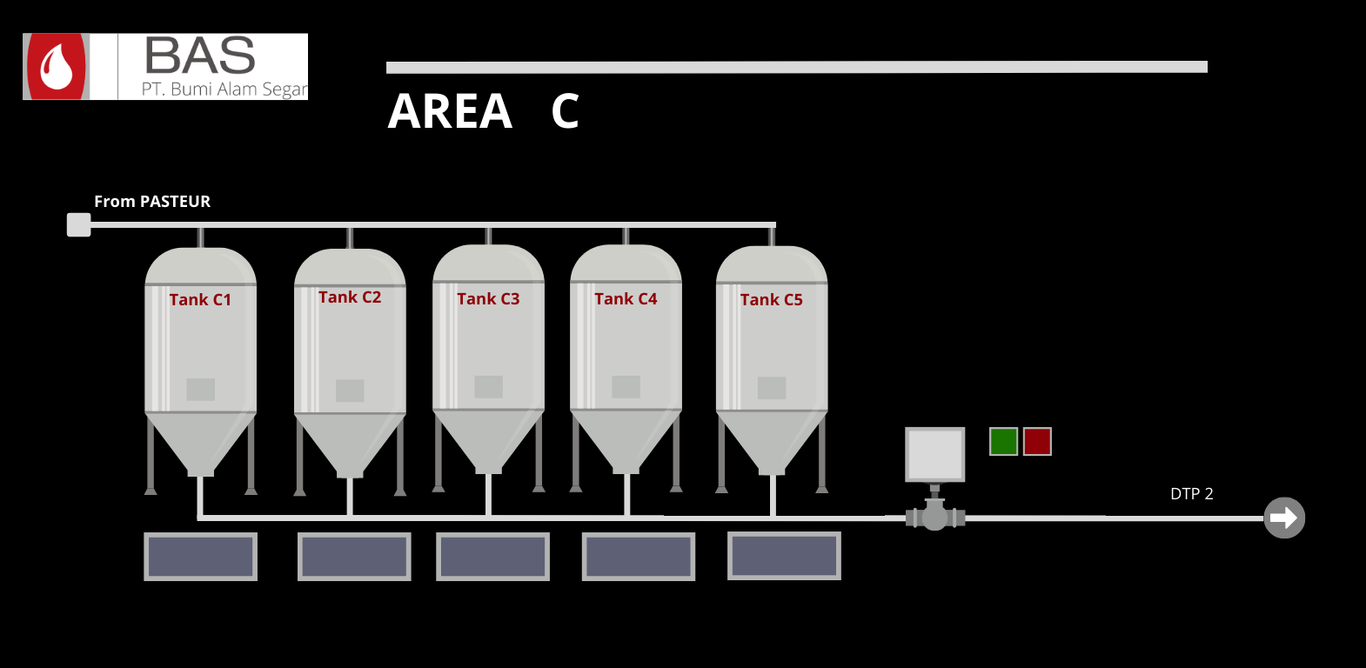 BAS
PT. Bumi Alam Segar
AREA C
From PASTEUR
Tank C1
Tank C2
Tank C3
Tank C4
Tank C5
DTP 2